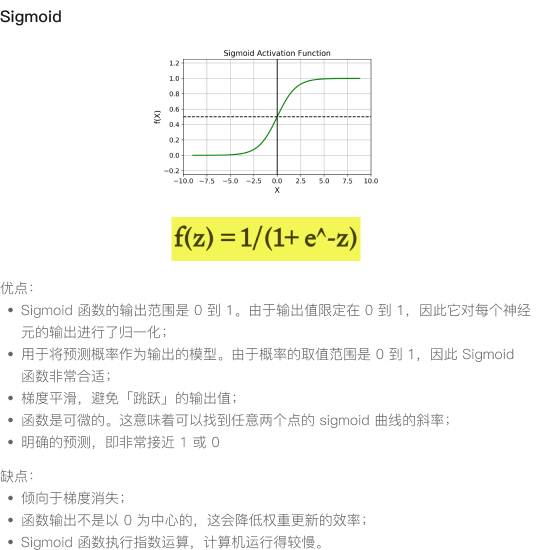 Sigmoid
Sigmoid Activation Function
1.2
1.0
0.8
0.6
0.4
0.2
0.0
−0.2
f(X)
−10.0 −7.5 −5.0 −2.5 0.0 2.5 5.0 7.5 10.0
X
f(z) = 1/(1+ e^-z)
优点：
• Sigmoid 函数的输出范围是 0 到 1。由于输出值限定在 0 到 1，因此它对每个神经
元的输出进行了归一化；
• 用于将预测概率作为输出的模型。由于概率的取值范围是 0 到 1，因此 Sigmoid
函数非常合适；
• 梯度平滑，避免「跳跃」的输出值；
• 函数是可微的。这意味着可以找到任意两个点的 sigmoid 曲线的斜率；
• 明确的预测，即非常接近 1 或 0
缺点：
• 倾向于梯度消失；
• 函数输出不是以 0 为中心的，这会降低权重更新的效率；
• Sigmoid 函数执行指数运算，计算机运行得较慢。